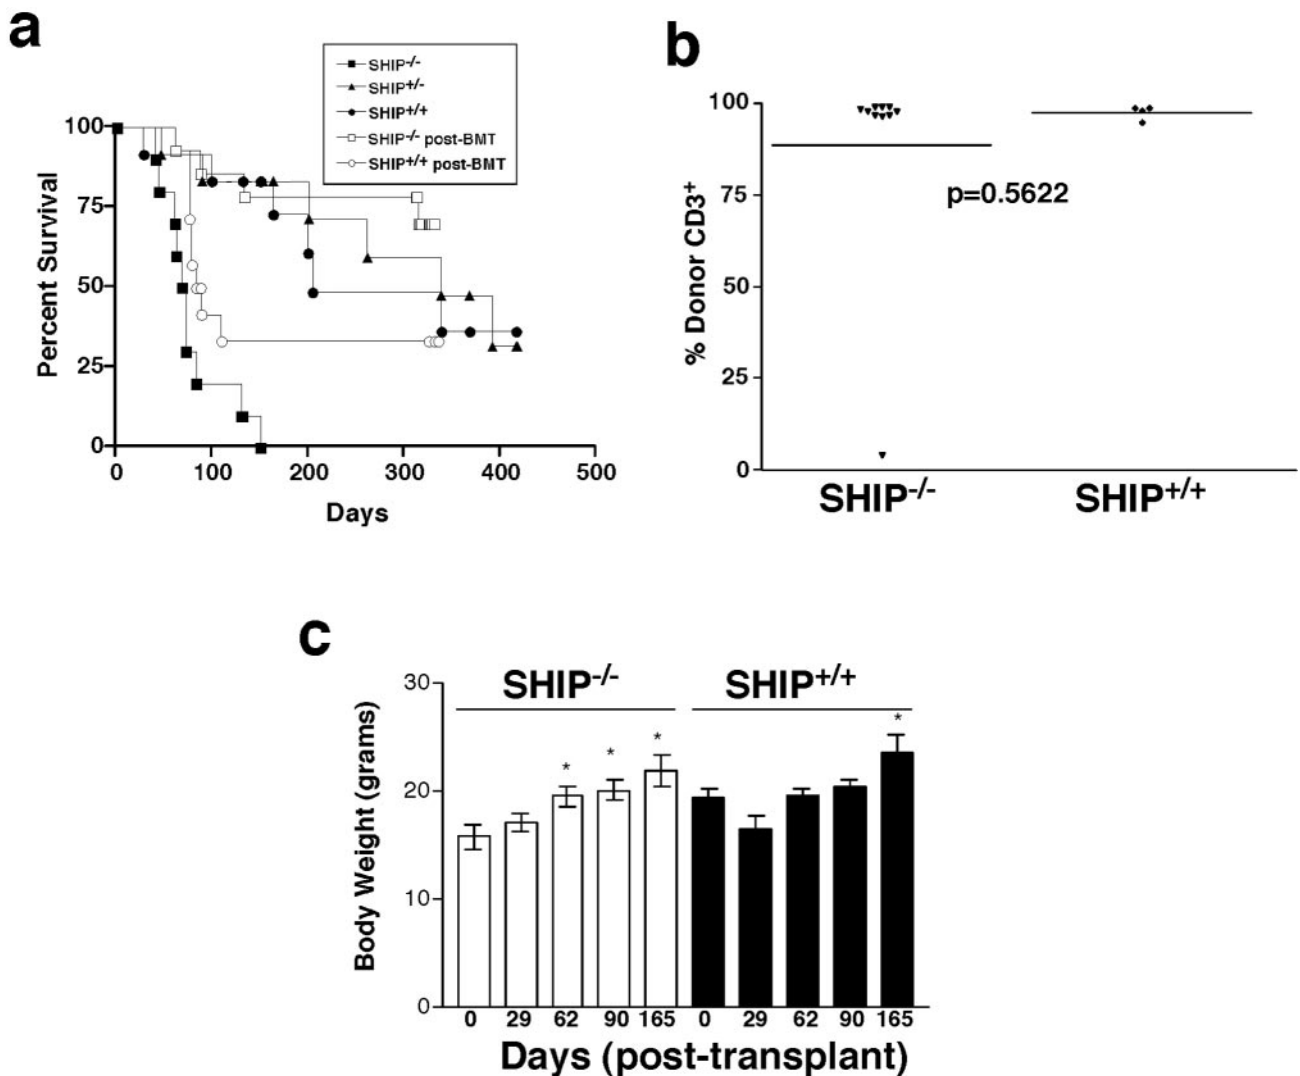 a
SHIP-/-
SHIP+/-
SHIP+/+
SHIP-/- post-BMT
SHIP+/+ post-BMT
100
75
50
25
0
Percent Survival
0 100 200 300 400 500
Days
b
100
75
50
25
0
% Donor CD3+
p=0.5622
SHIP-/- SHIP+/+
c
SHIP-/- SHIP+/+
30
20
10
0
Body Weight (grams)
* * * *
0 29 62 90 165 0 29 62 90 165
Days (post-transplant)